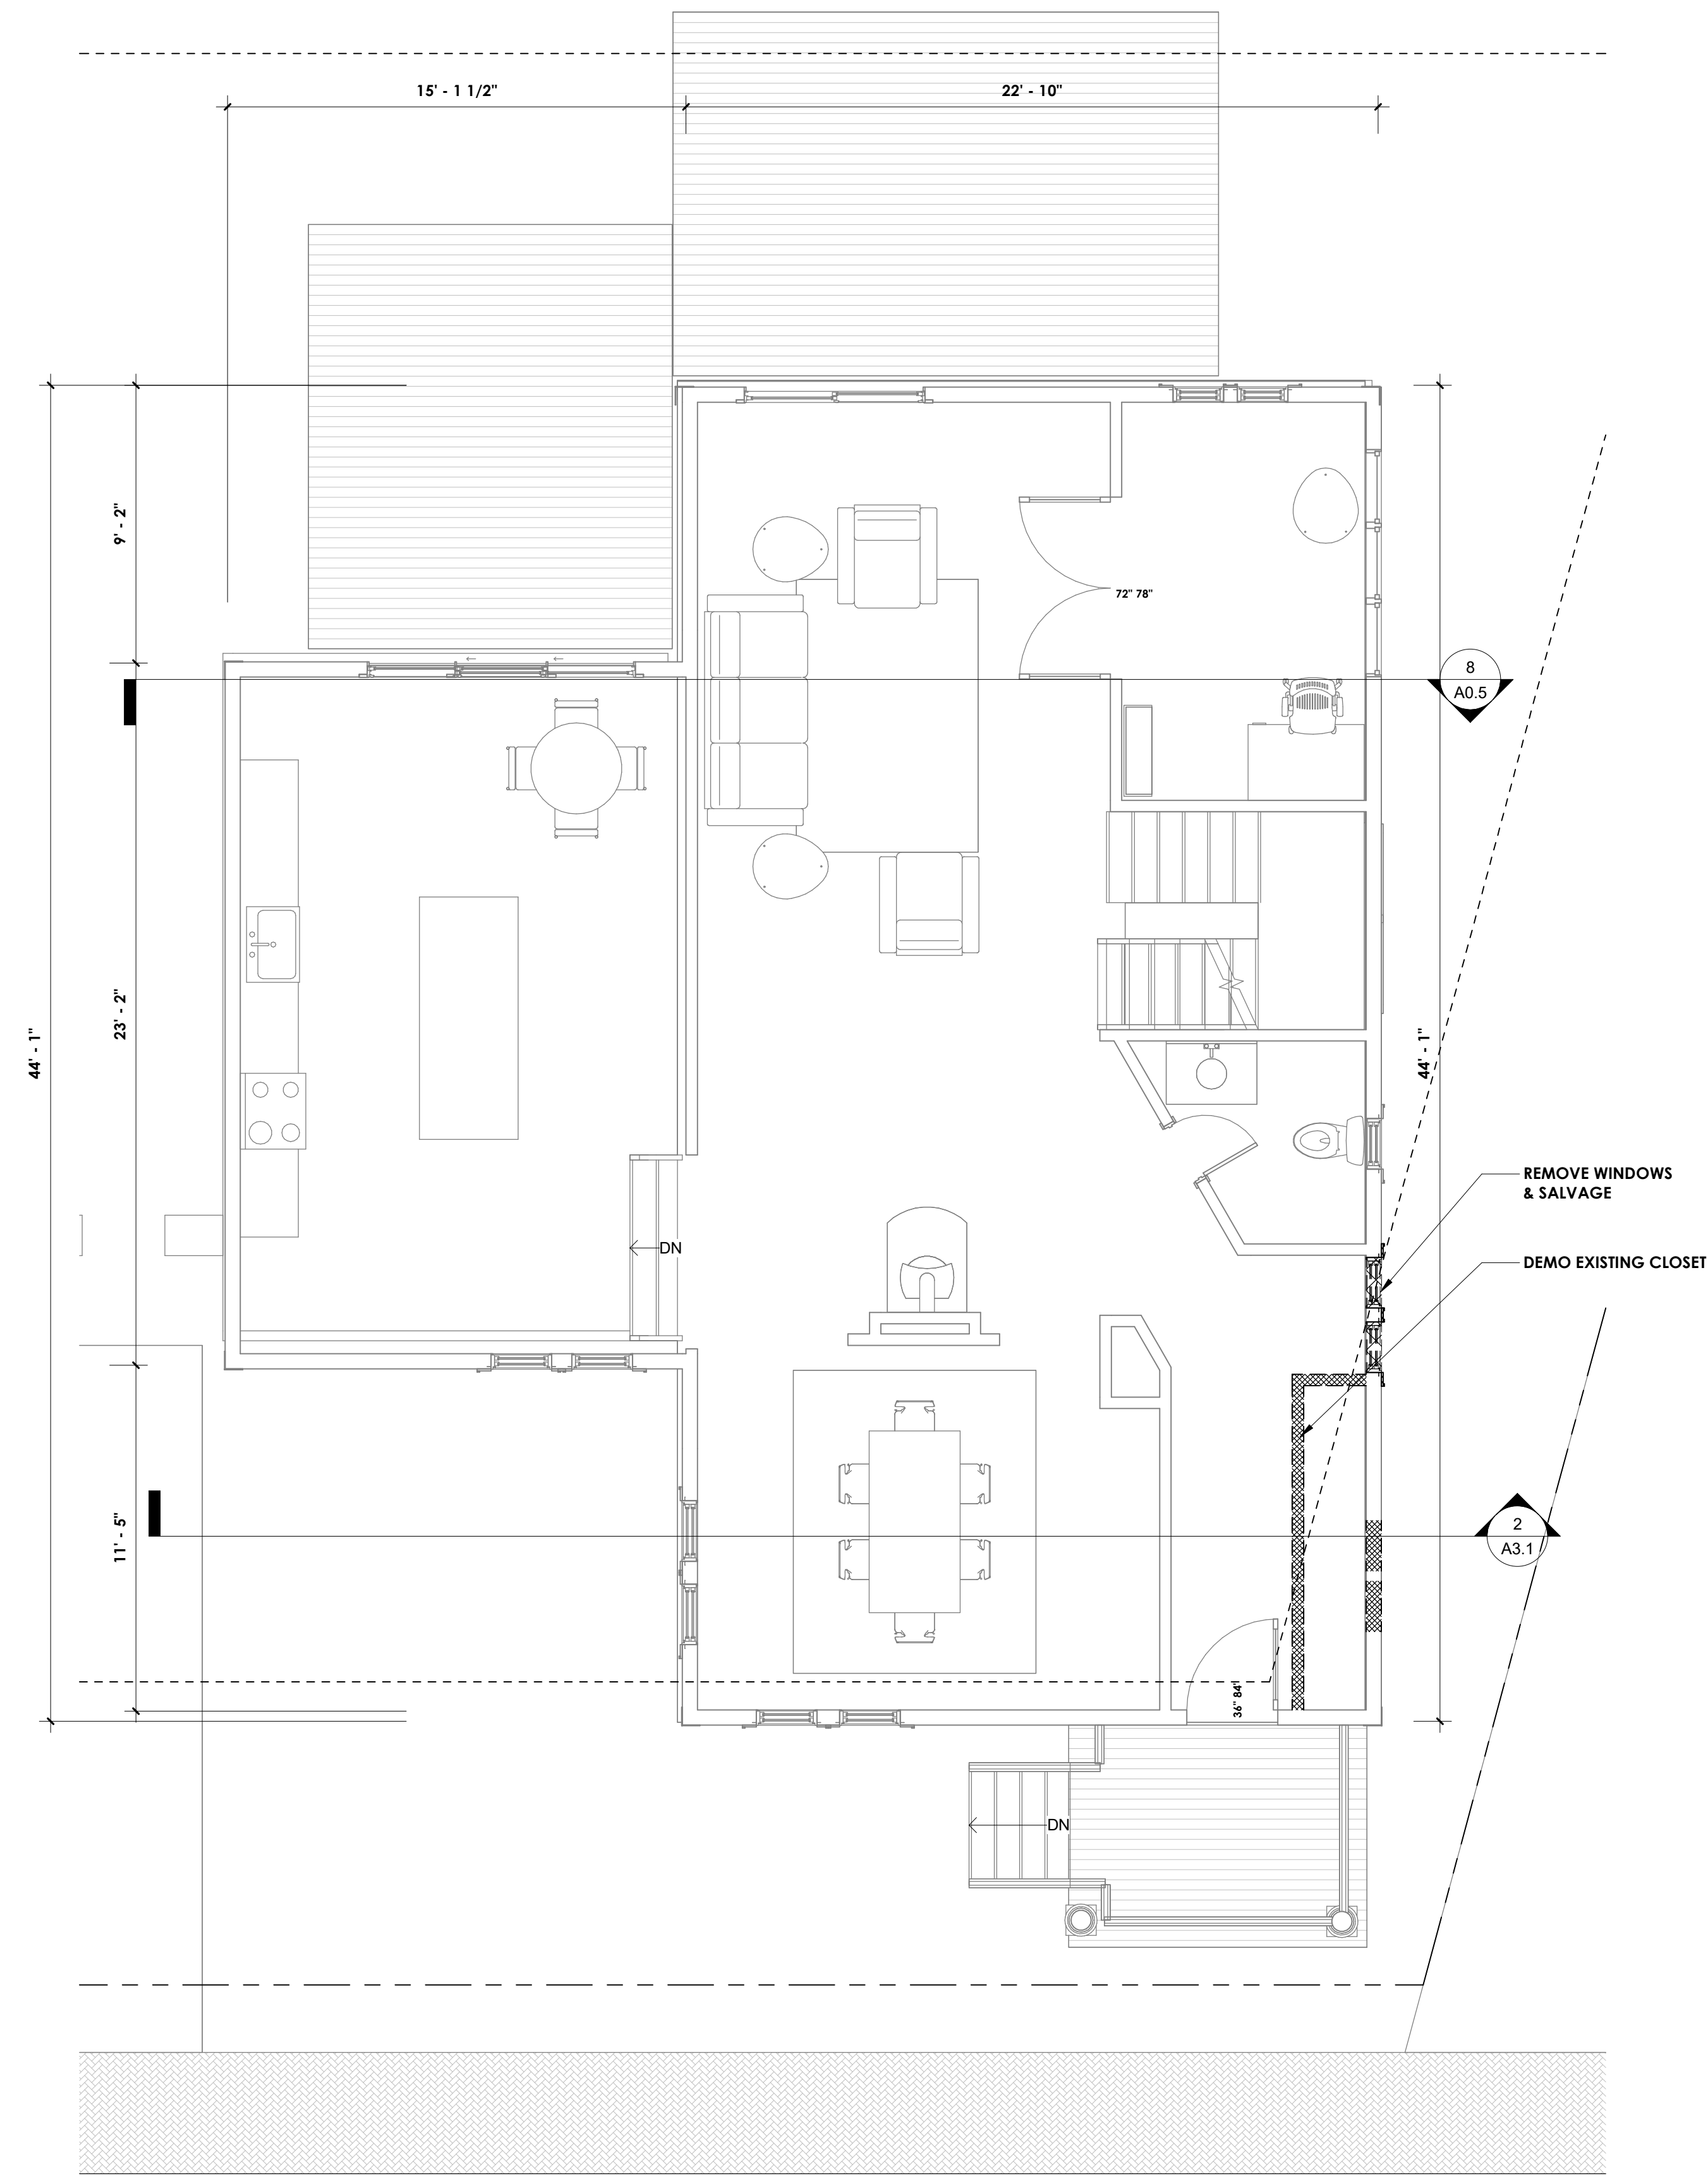 15' - 1 1/2"
22' - 10"
9' - 2"
72" 78"
8
A0.5
23' - 2"
44' - 1"
44' - 1"
REMOVE WINDOWS
& SALVAGE
DN
DEMO EXISTING CLOSET
11' - 5"
2
A3.1
36" 84"
DN